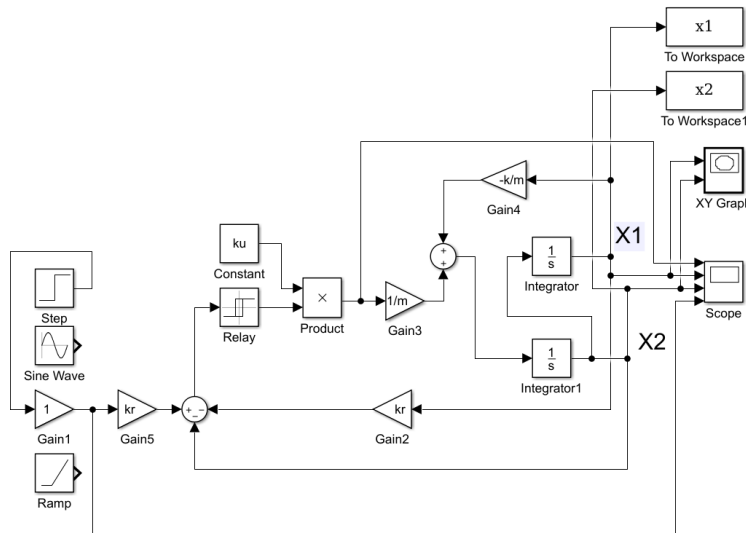 x1
To Workspace
x2
To Workspace1
XY Graph
-k/m
Gain4
X1
ku
Constant
+
+
1
s
Integrator
Scope
Step
Relay
×
Product
1/m
Gain3
X2
1
s
Integrator1
Sine Wave
1
Gain1
kr
Gain5
+ − −
kr
Gain2
Ramp